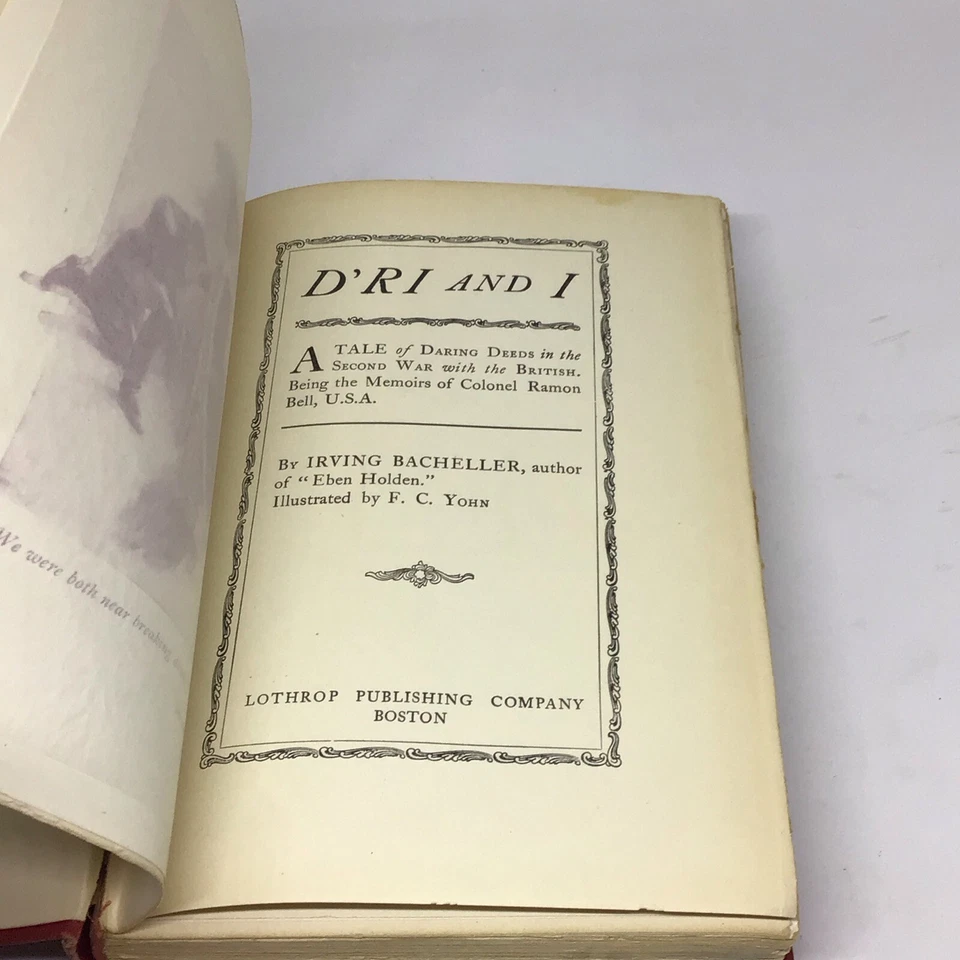 We were both near breaking
D'RI AND I
A TALE of DARING DEEDS in the
SECOND WAR with the BRITISH.
Being the Memoirs of Colonel Ramon
Bell, U.S.A.
By IRVING BACHELLER, author
of "Eben Holden."
Illustrated by F. C. YOHN
LOTHROP PUBLISHING COMPANY
BOSTON